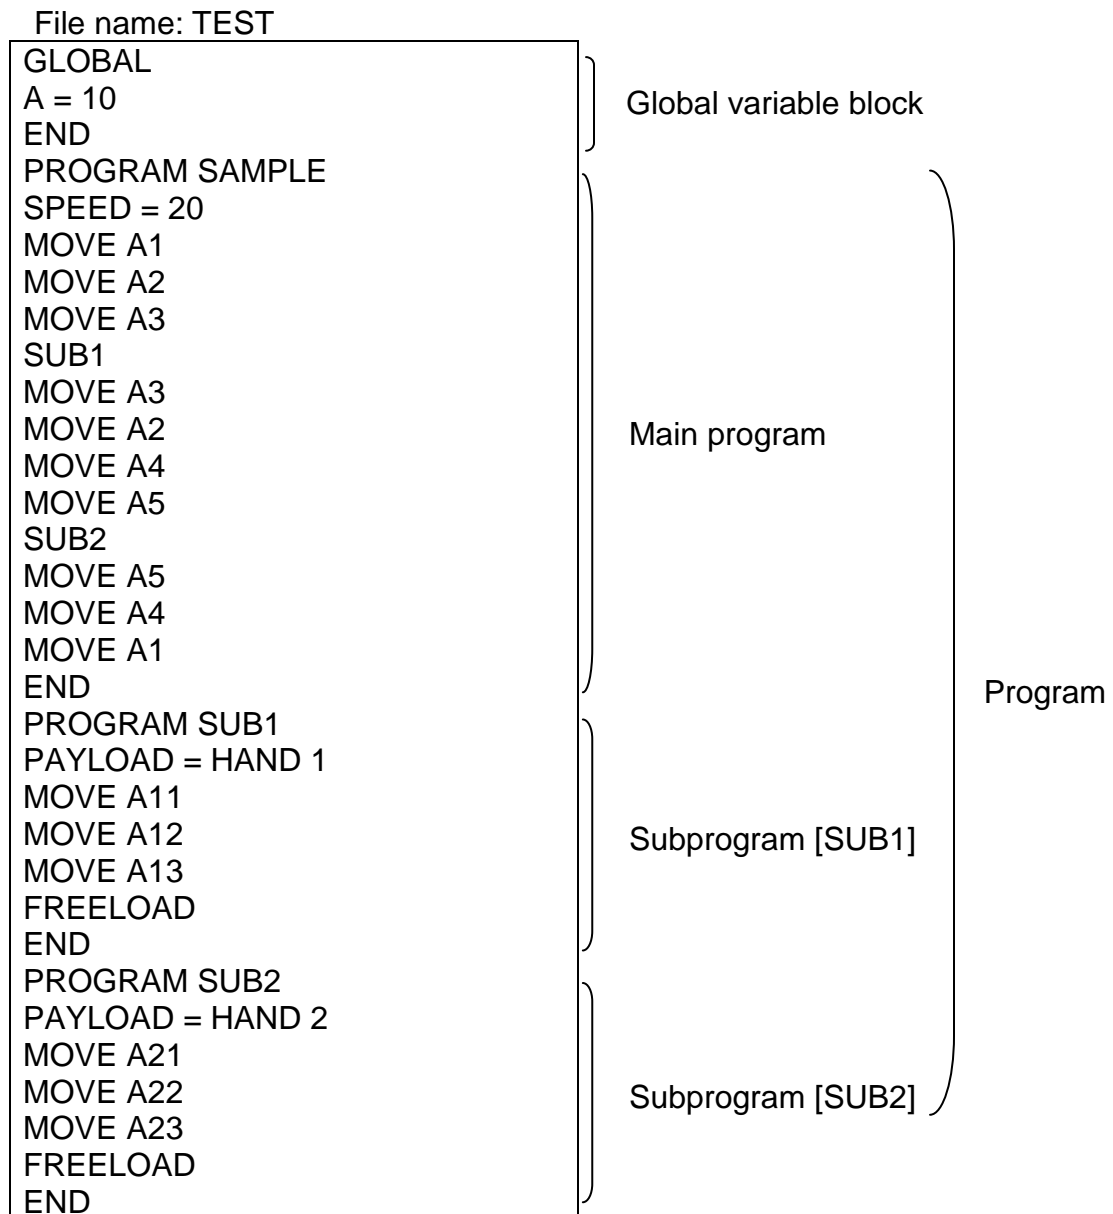 File name: TEST
GLOBAL
A = 10
END
Global variable block
PROGRAM SAMPLE
SPEED = 20
MOVE A1
MOVE A2
MOVE A3
SUB1
MOVE A3
MOVE A2
MOVE A4
MOVE A5
SUB2
MOVE A5
MOVE A4
MOVE A1
END
Main program
PROGRAM SUB1
PAYLOAD = HAND 1
MOVE A11
MOVE A12
MOVE A13
FREELOAD
END
Subprogram [SUB1]
PROGRAM SUB2
PAYLOAD = HAND 2
MOVE A21
MOVE A22
MOVE A23
FREELOAD
END
Subprogram [SUB2]
Program